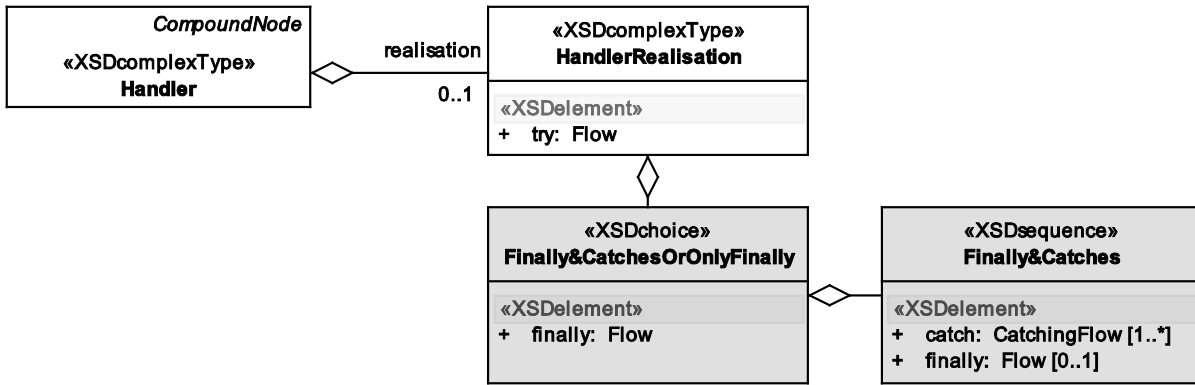 CompoundNode
«XSDcomplexType»
Handler
realisation
0..1
«XSDcomplexType»
HandlerRealisation
«XSDelement»
+ try: Flow
«XSDchoice»
Finally&CatchesOrOnlyFinally
«XSDelement»
+ finally: Flow
«XSDsequence»
Finally&Catches
«XSDelement»
+ catch: CatchingFlow [1..*]
+ finally: Flow [0..1]